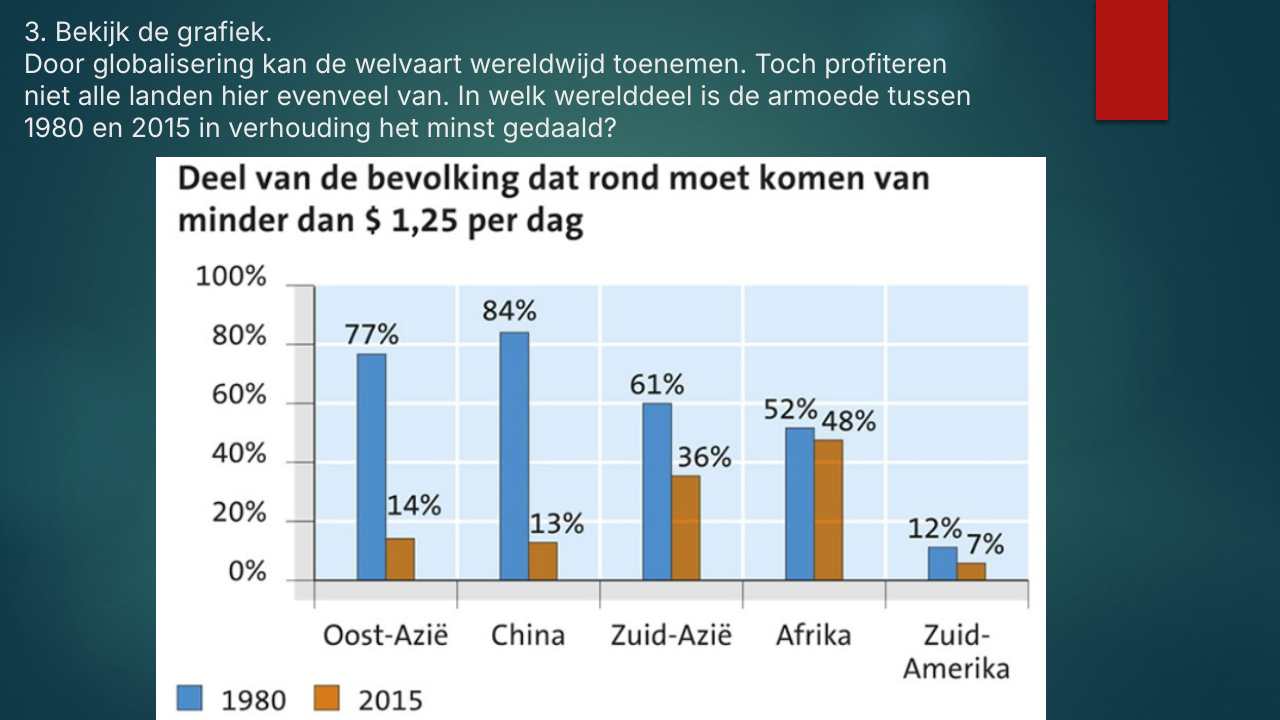 3. Bekijk de grafiek.
Door globalisering kan de welvaart wereldwijd toenemen. Toch profiteren
niet alle landen hier evenveel van. In welk werelddeel is de armoede tussen
1980 en 2015 in verhouding het minst gedaald?
Deel van de bevolking dat rond moet komen van
minder dan $ 1,25 per dag
100%
80%
60%
40%
20%
0%
77%
14%
84%
13%
61%
36%
52%
48%
12%
7%
Oost-Azië
China
Zuid-Azië
Afrika
Zuid-
Amerika
1980
2015